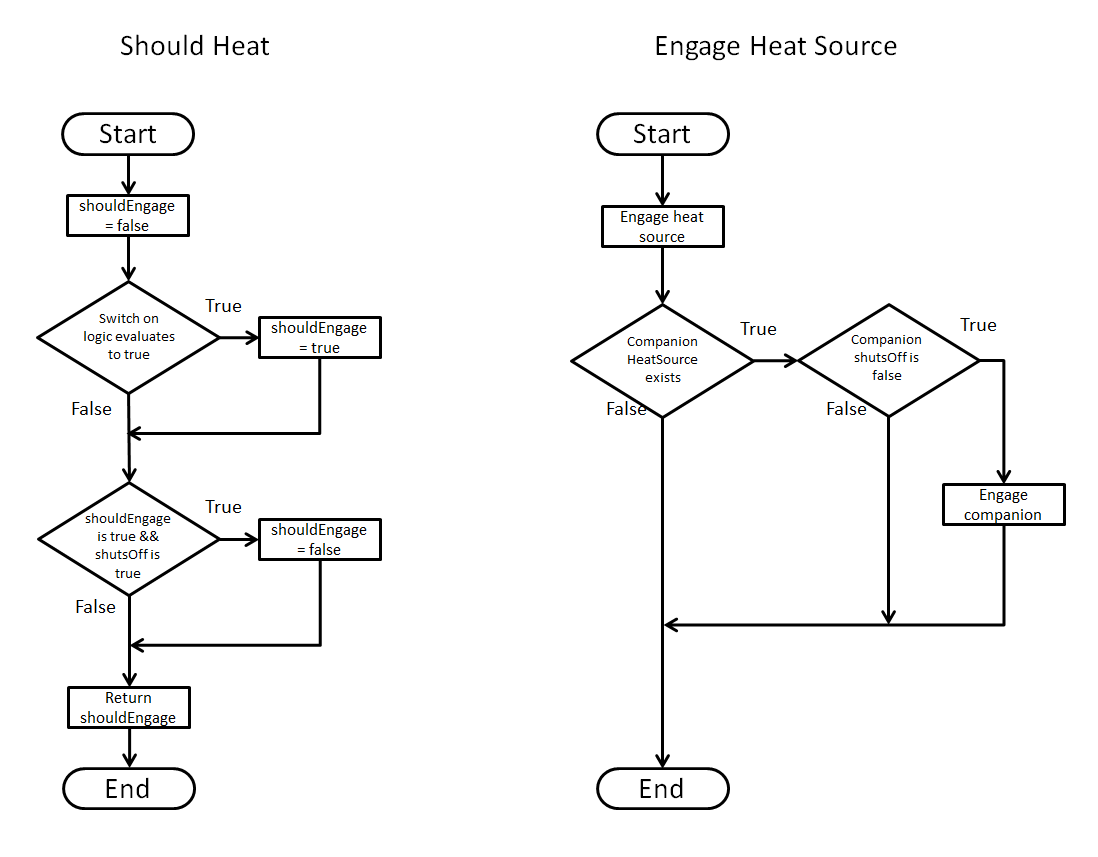 Should Heat
Start
shouldEngage
= false
Switch on
logic evaluates
to true
True
shouldEngage
= true
False
shouldEngage
is true &&
shutsOff is
true
True
shouldEngage
= false
False
Return
shouldEngage
End
Engage Heat Source
Start
Engage heat
source
Companion
HeatSource
exists
True
False
Companion
shutsOff is
false
True
False
Engage
companion
End